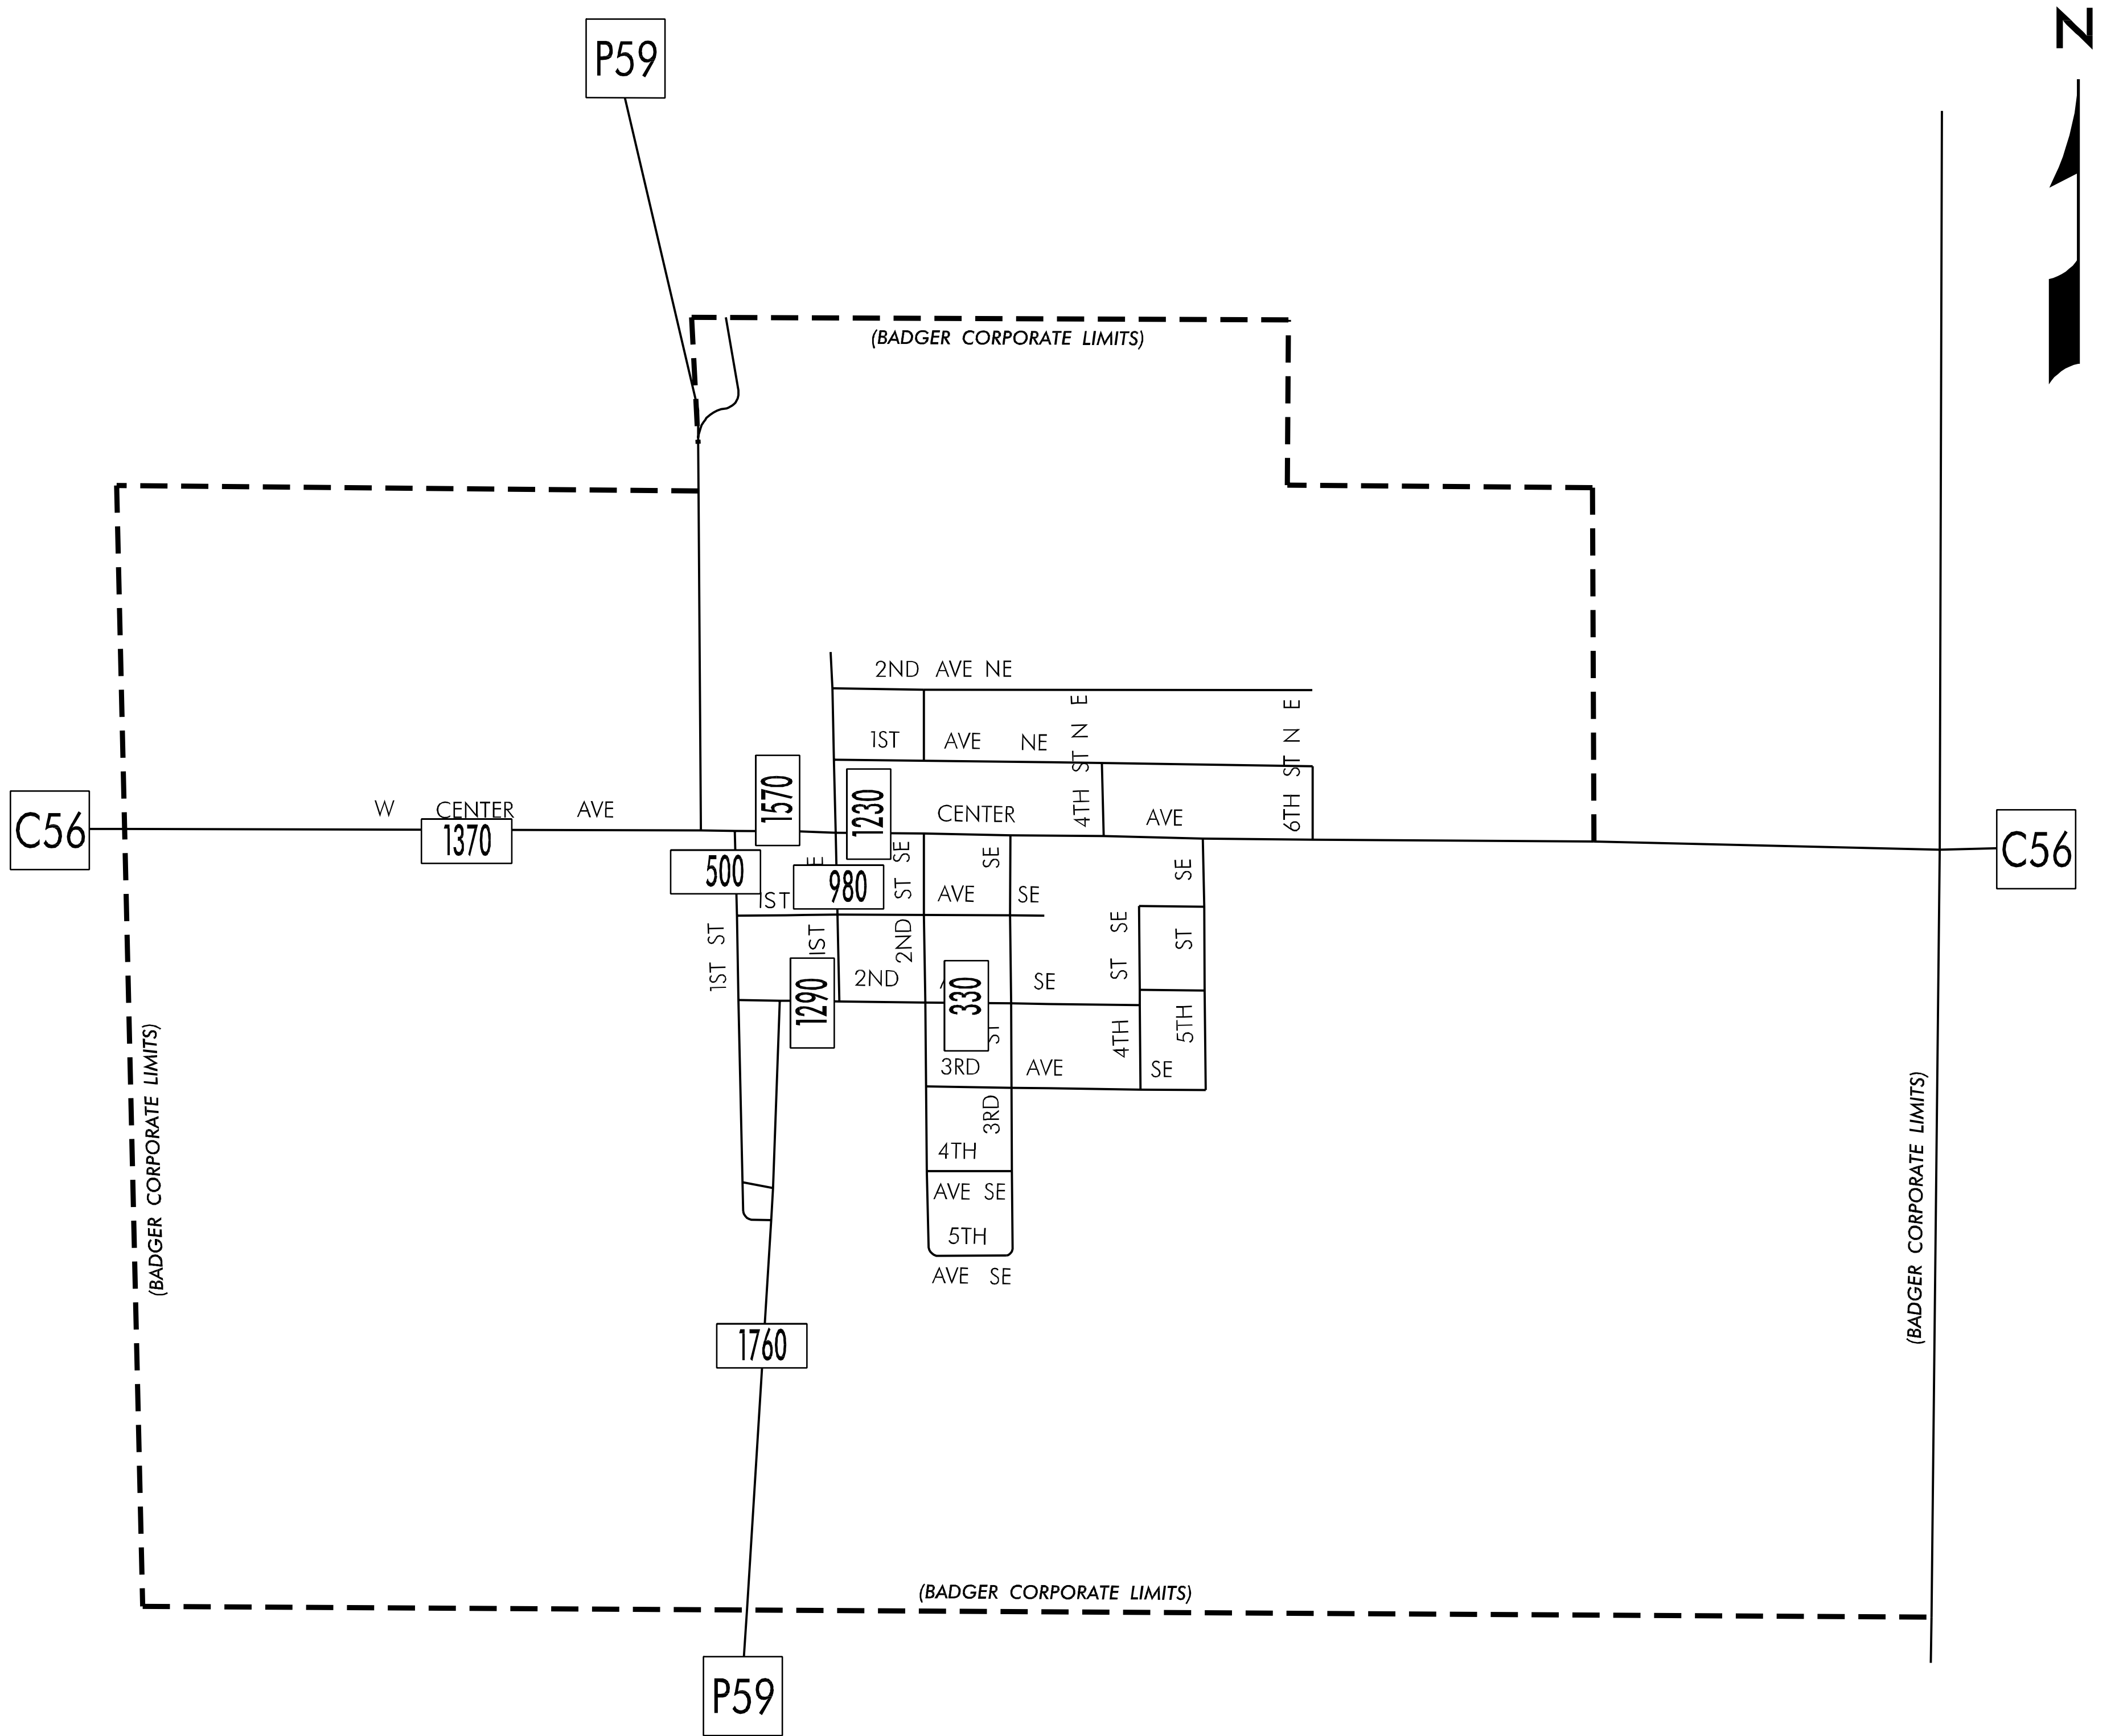 N
P59
(BADGER CORPORATE LIMITS)
2ND AVE NE
1ST AVE NE
4TH ST N E
6TH ST N E
C56
W CENTER AVE
1370
1570
1230
CENTER AVE
C56
500
980
1ST AVE SE
1ST ST
1ST
2ND ST SE
SE
4TH ST SE
5TH ST SE
1290
2ND
330
SE
3RD AVE SE
3RD
4TH
AVE SE
5TH
AVE SE
(BADGER CORPORATE LIMITS)
(BADGER CORPORATE LIMITS)
1760
(BADGER CORPORATE LIMITS)
P59